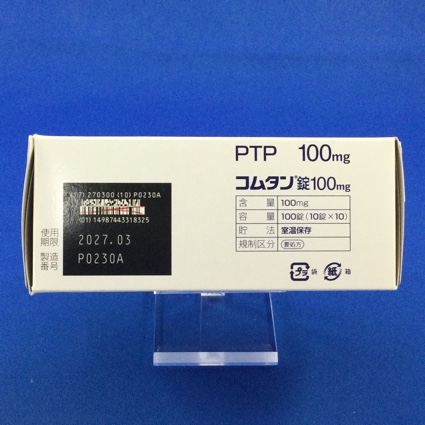 PTP 100mg
コムタン®錠100mg
含 量 100mg
容 量 100錠(10錠×10)
貯 法 室温保存
規制区分 要処方
プラ 袋 紙 箱
(17) 270300 (10) P0230A
(01) 14987443318325
使用期限 2027.03
製造番号 P0230A